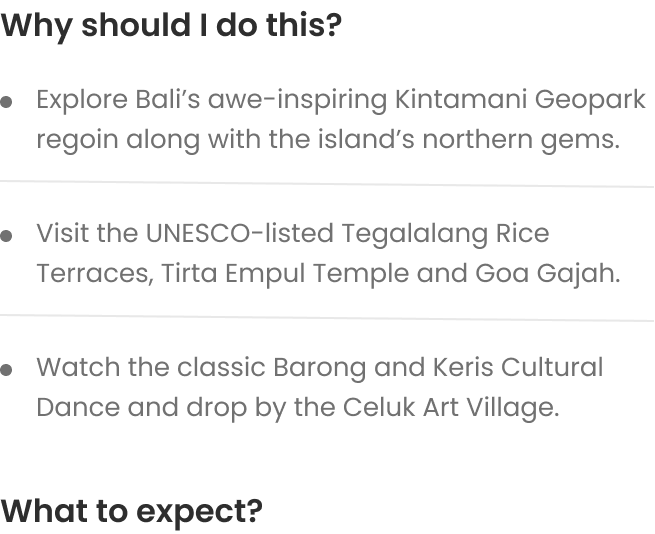 Why should I do this?
Explore Bali’s awe-inspiring Kintamani Geopark
regoin along with the island’s northern gems.
Visit the UNESCO-listed Tegalalang Rice
Terraces, Tirta Empul Temple and Goa Gajah.
Watch the classic Barong and Keris Cultural
Dance and drop by the Celuk Art Village.
What to expect?